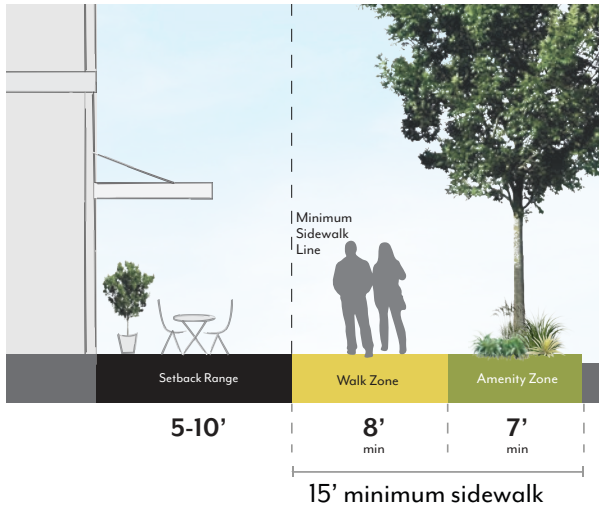 Minimum
Sidewalk
Line
Setback Range
Walk Zone
Amenity Zone
5-10’
8’
7’
min
min
15’ minimum sidewalk